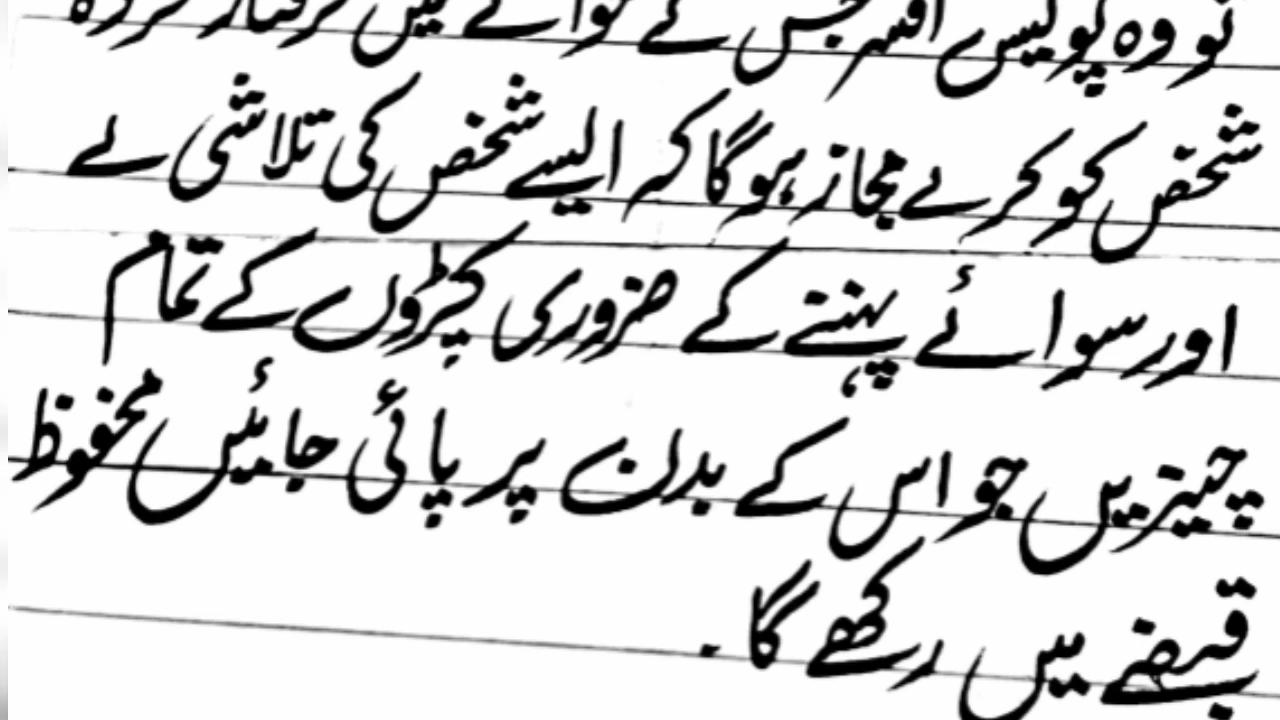 تو وہ پولیس افسر جس کے حوالے میں گرفتار کردہ
شخص کو کرے مجاز ہوگا کہ ایسے شخص کی تلاشی لے
اور سوائے پہننے کے ضروری کپڑوں کے تمام
چیزیں جو اس کے بدن پر پائی جائیں محفوظ
قبضے میں رکھے گا۔